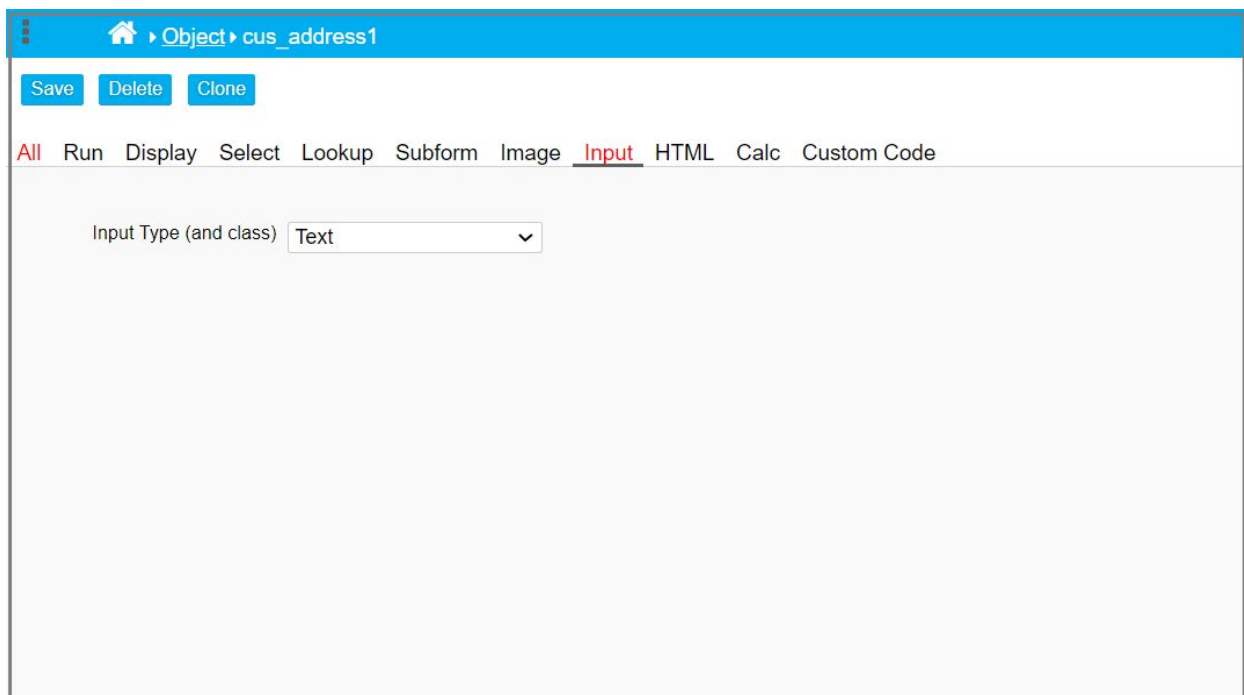 Object cus_address1
Save Delete Clone
All Run Display Select Lookup Subform Image Input HTML Calc Custom Code
Input Type (and class) Text